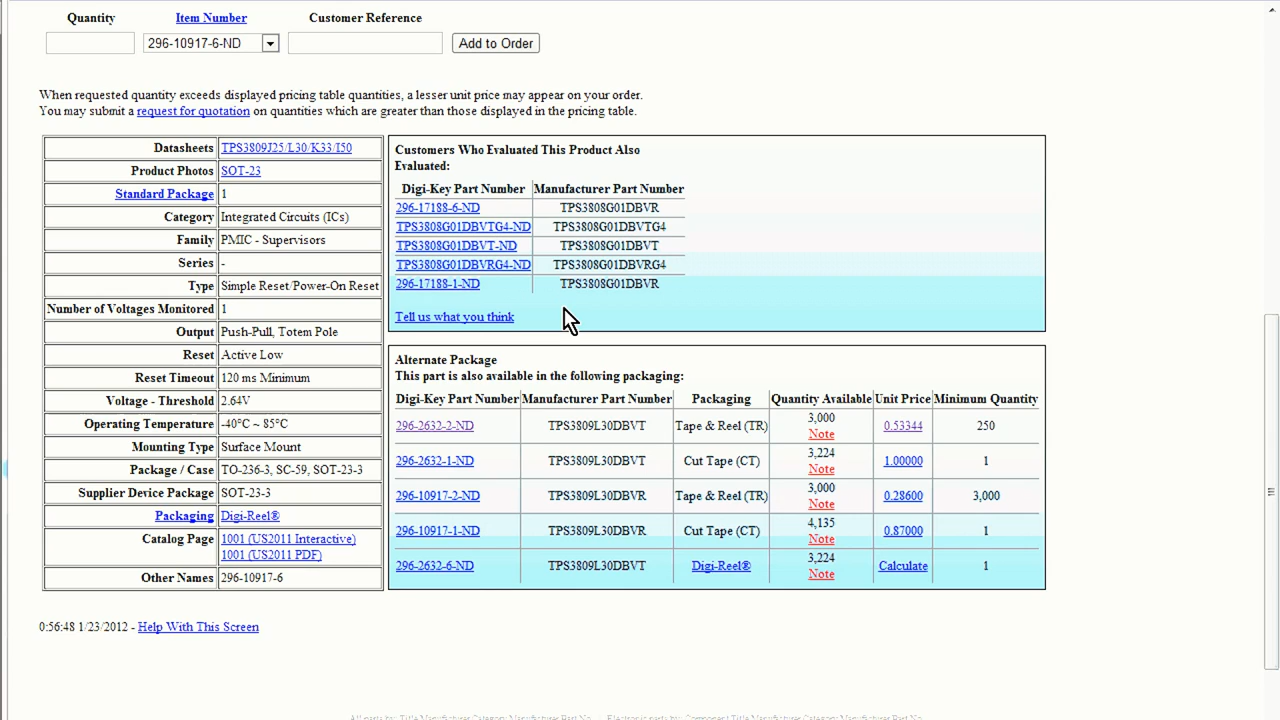 Quantity Item Number Customer Reference
296-10917-6-ND Add to Order
When requested quantity exceeds displayed pricing table quantities, a lesser unit price may appear on your order.
You may submit a request for quotation on quantities which are greater than those displayed in the pricing table.
Datasheets TPS3809J25/L30/K33/I50
Product Photos SOT-23
Standard Package 1
Category Integrated Circuits (ICs)
Family PMIC - Supervisors
Series -
Type Simple Reset/Power-On Reset
Number of Voltages Monitored 1
Output Push-Pull, Totem Pole
Reset Active Low
Reset Timeout 120 ms Minimum
Voltage - Threshold 2.64V
Operating Temperature -40°C ~ 85°C
Mounting Type Surface Mount
Package / Case TO-236-3, SC-59, SOT-23-3
Supplier Device Package SOT-23-3
Packaging Digi-Reel®
Catalog Page 1001 (US2011 Interactive)
1001 (US2011 PDF)
Other Names 296-10917-6
Customers Who Evaluated This Product Also
Evaluated:
Digi-Key Part Number Manufacturer Part Number
296-17188-6-ND TPS3808G01DBVR
TPS3808G01DBVTG4-ND TPS3808G01DBVTG4
TPS3808G01DBVT-ND TPS3808G01DBVT
TPS3808G01DBVRG4-ND TPS3808G01DBVRG4
296-17188-1-ND TPS3808G01DBVR
Tell us what you think
Alternate Package
This part is also available in the following packaging:
Digi-Key Part Number Manufacturer Part Number Packaging Quantity Available Unit Price Minimum Quantity
296-2632-2-ND TPS3809L30DBVT Tape & Reel (TR) 3,000 Note 0.53344 250
296-2632-1-ND TPS3809L30DBVT Cut Tape (CT) 3,224 Note 1.00000 1
296-10917-2-ND TPS3809L30DBVR Tape & Reel (TR) 3,000 Note 0.28600 3,000
296-10917-1-ND TPS3809L30DBVR Cut Tape (CT) 4,135 Note 0.87000 1
296-2632-6-ND TPS3809L30DBVT Digi-Reel® 3,224 Note Calculate 1
0:56:48 1/23/2012 - Help With This Screen